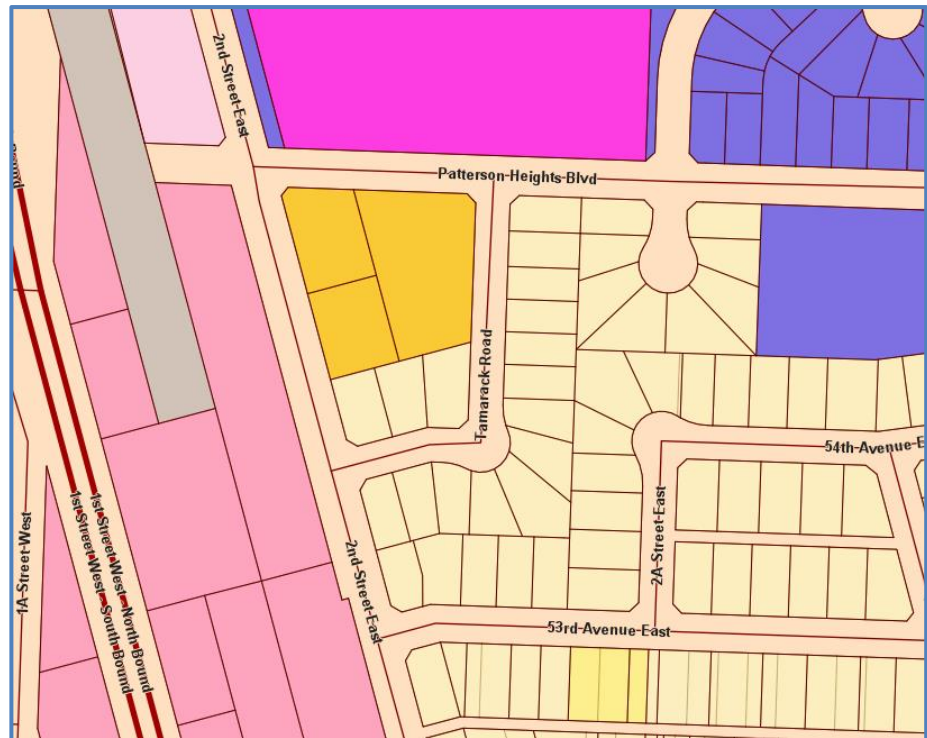 2nd-Street-East
Patterson-Heights-Blvd
Tamarack-Road
54th-Avenue-E
1A-Street-West
1st-Street-West--South-Bound
1st-Street-West--North-Bound
2nd-Street-East
2A-Street-East
53rd-Avenue-East